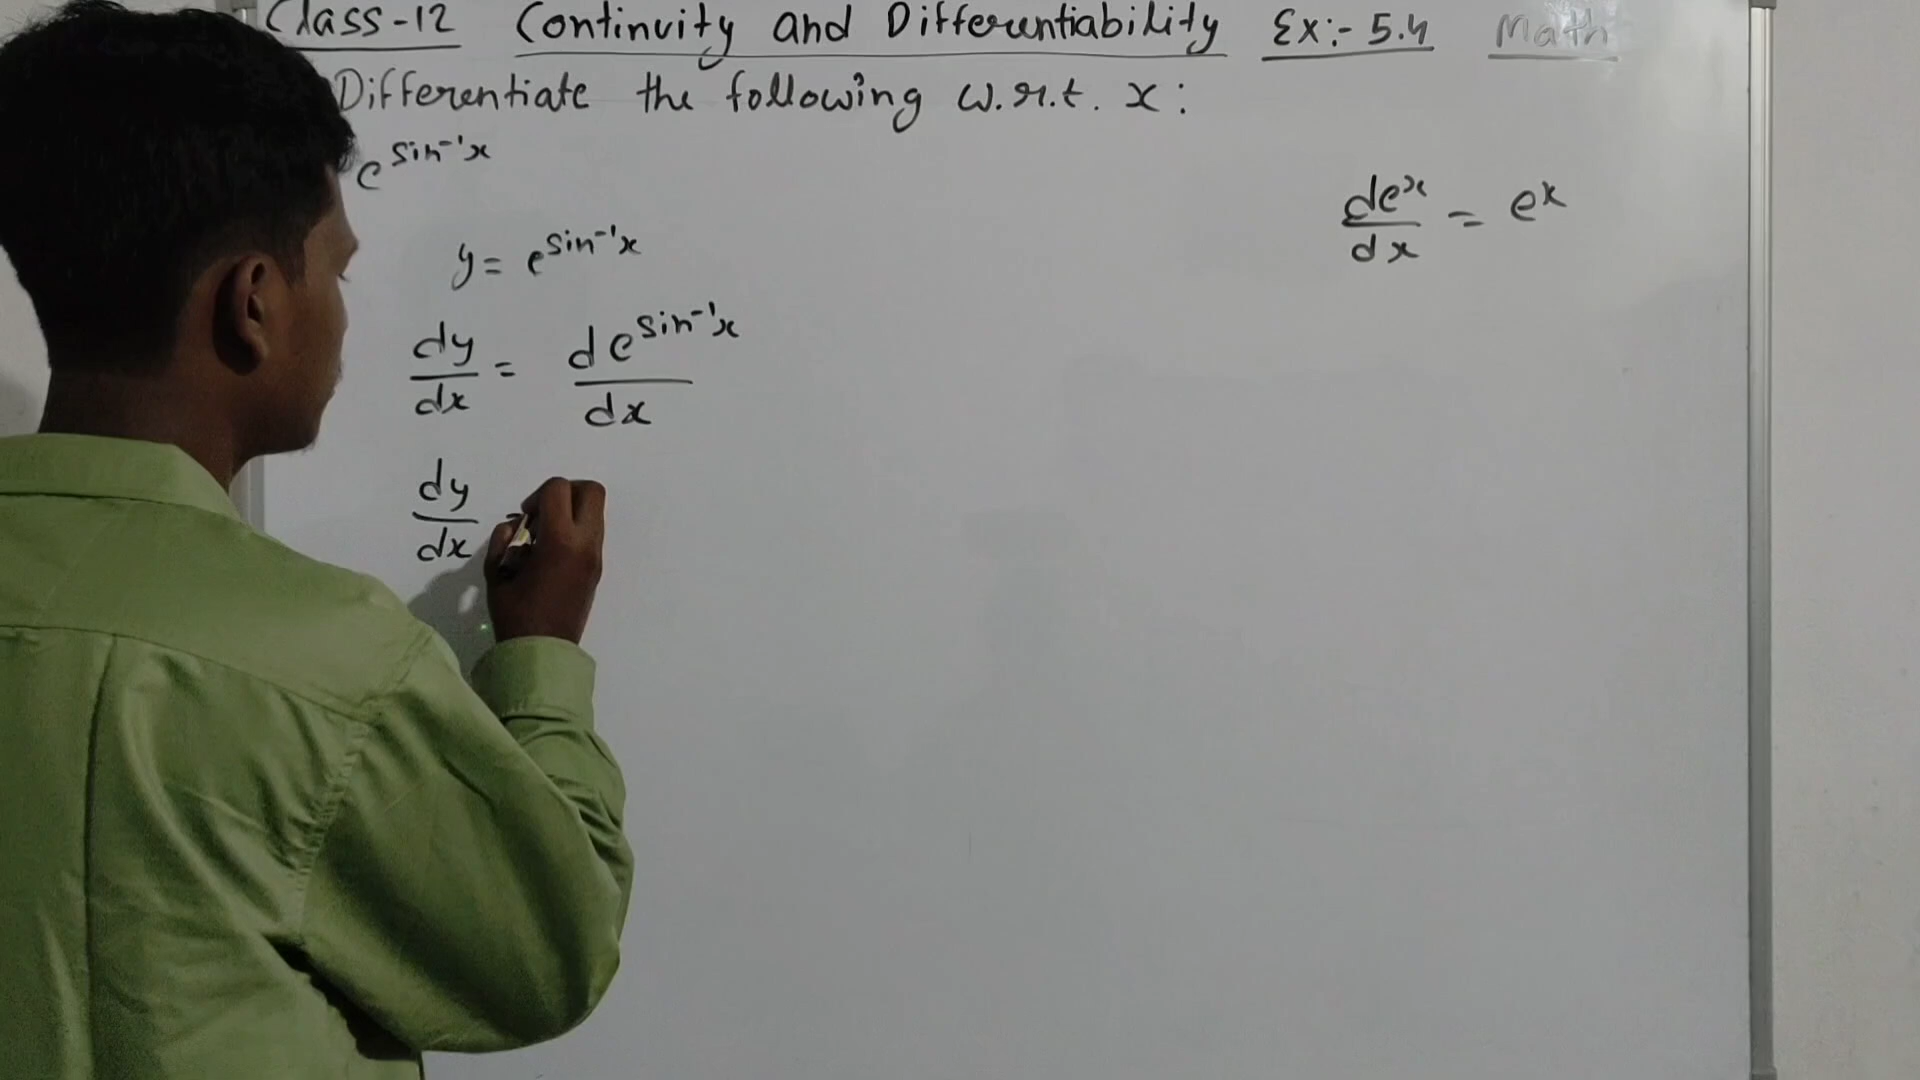 Class-12 Continuity and Differentiability Ex:- 5.4 Math
Differentiate the following w.r.t. x:
e^sin⁻¹x
de^x/dx = e^x
y = e^sin⁻¹x
dy/dx = de^sin⁻¹x/dx
dy/dx =